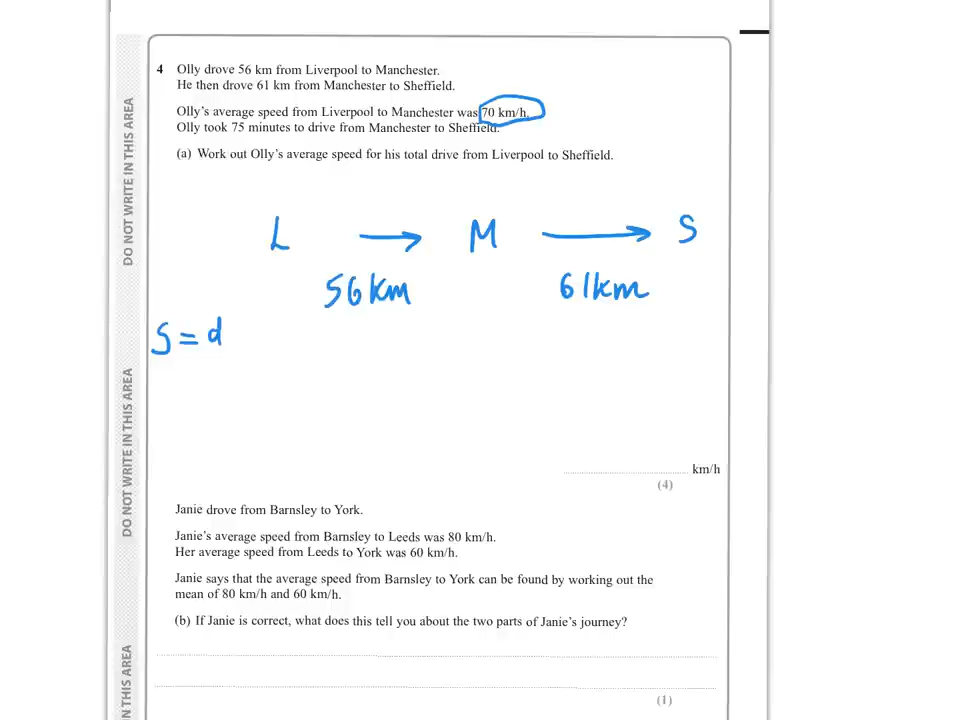 4 Olly drove 56 km from Liverpool to Manchester.
He then drove 61 km from Manchester to Sheffield.
Olly's average speed from Liverpool to Manchester was 70 km/h.
Olly took 75 minutes to drive from Manchester to Sheffield.
(a) Work out Olly's average speed for his total drive from Liverpool to Sheffield.
L → M → S
56km 61km
S = d
km/h
(4)
Janie drove from Barnsley to York.
Janie's average speed from Barnsley to Leeds was 80 km/h.
Her average speed from Leeds to York was 60 km/h.
Janie says that the average speed from Barnsley to York can be found by working out the
mean of 80 km/h and 60 km/h.
(b) If Janie is correct, what does this tell you about the two parts of Janie's journey?
(1)
DO NOT WRITE IN THIS AREA
DO NOT WRITE IN THIS AREA
IN THIS AREA